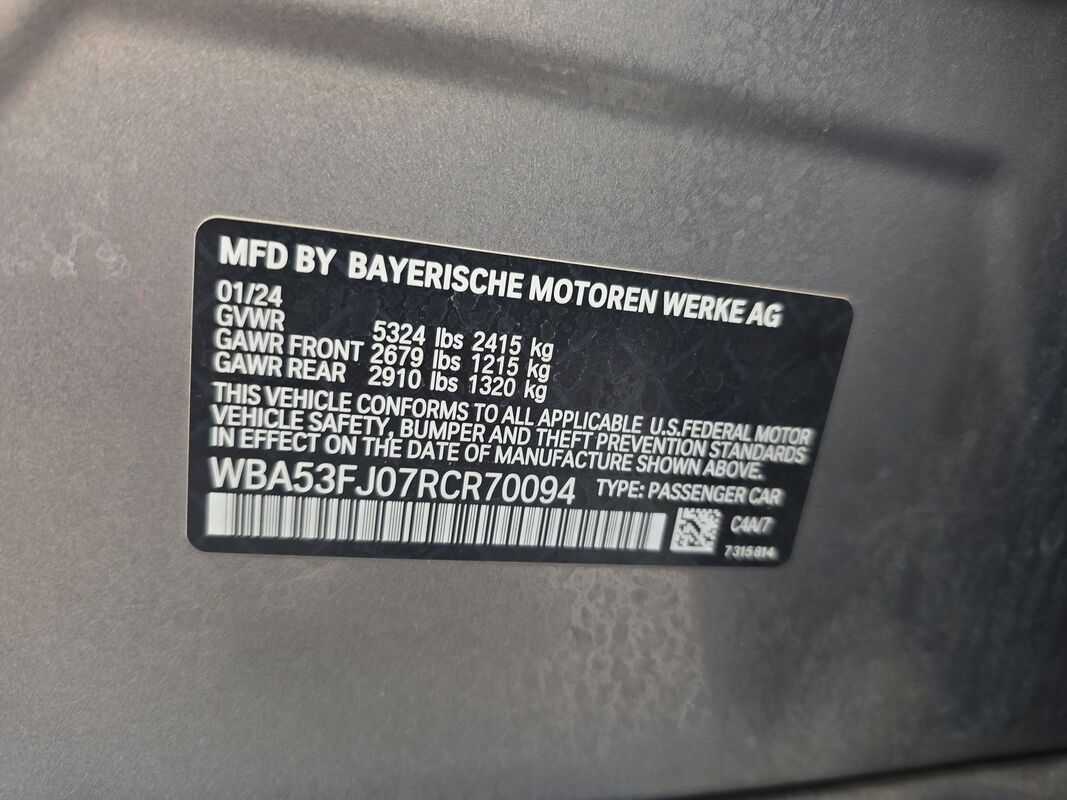 MFD BY BAYERISCHE MOTOREN WERKE AG
01/24
GVWR 5324 lbs 2415 kg
GAWR FRONT 2679 lbs 1215 kg
GAWR REAR 2910 lbs 1320 kg
THIS VEHICLE CONFORMS TO ALL APPLICABLE U.S.FEDERAL MOTOR
VEHICLE SAFETY, BUMPER AND THEFT PREVENTION STANDARDS
IN EFFECT ON THE DATE OF MANUFACTURE SHOWN ABOVE.
WBA53FJ07RCR70094 TYPE: PASSENGER CAR
C4A/7
7315814